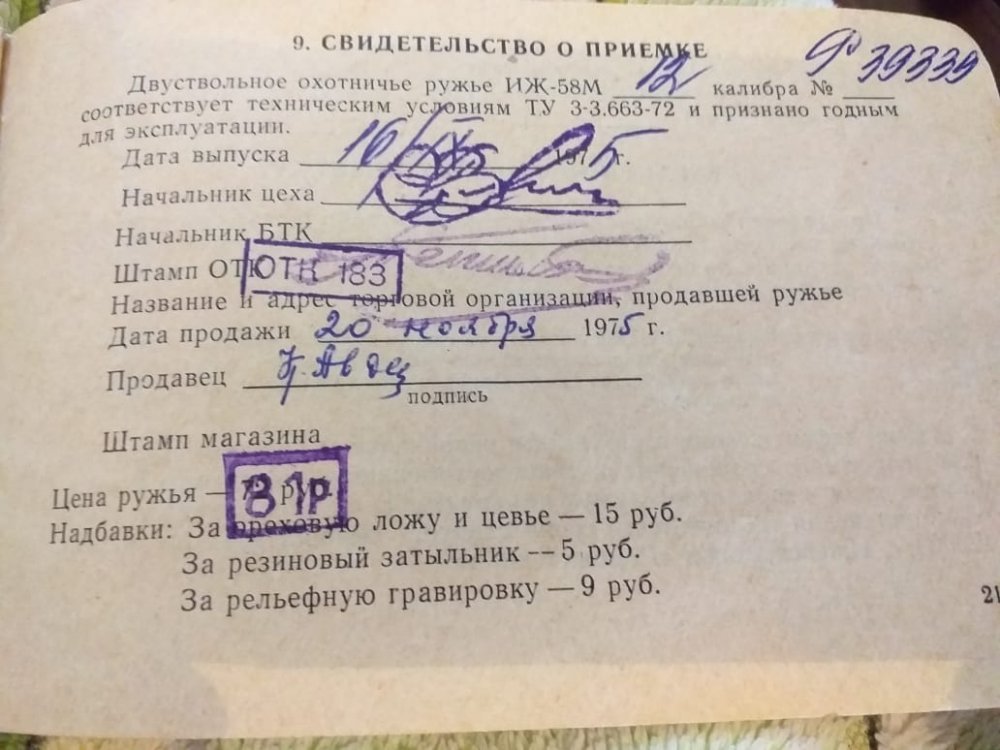 9. СВИДЕТЕЛЬСТВО О ПРИЕМКЕ
Двуствольное охотничье ружье ИЖ-58М 12 калибра № 39339
соответствует техническим условиям ТУ 3-3.663-72 и признано годным
для эксплуатации.
Дата выпуска 16/IX 1975 г.
Начальник цеха
Начальник БТК
Штамп ОТК ОТК 183
Название и адрес торговой организации, продавшей ружье
Дата продажи 20 ноября 1975 г.
Продавец
подпись
Штамп магазина
Цена ружья — 81р
Надбавки: За ореховую ложу и цевье — 15 руб.
За резиновый затыльник -- 5 руб.
За рельефную гравировку — 9 руб.
21